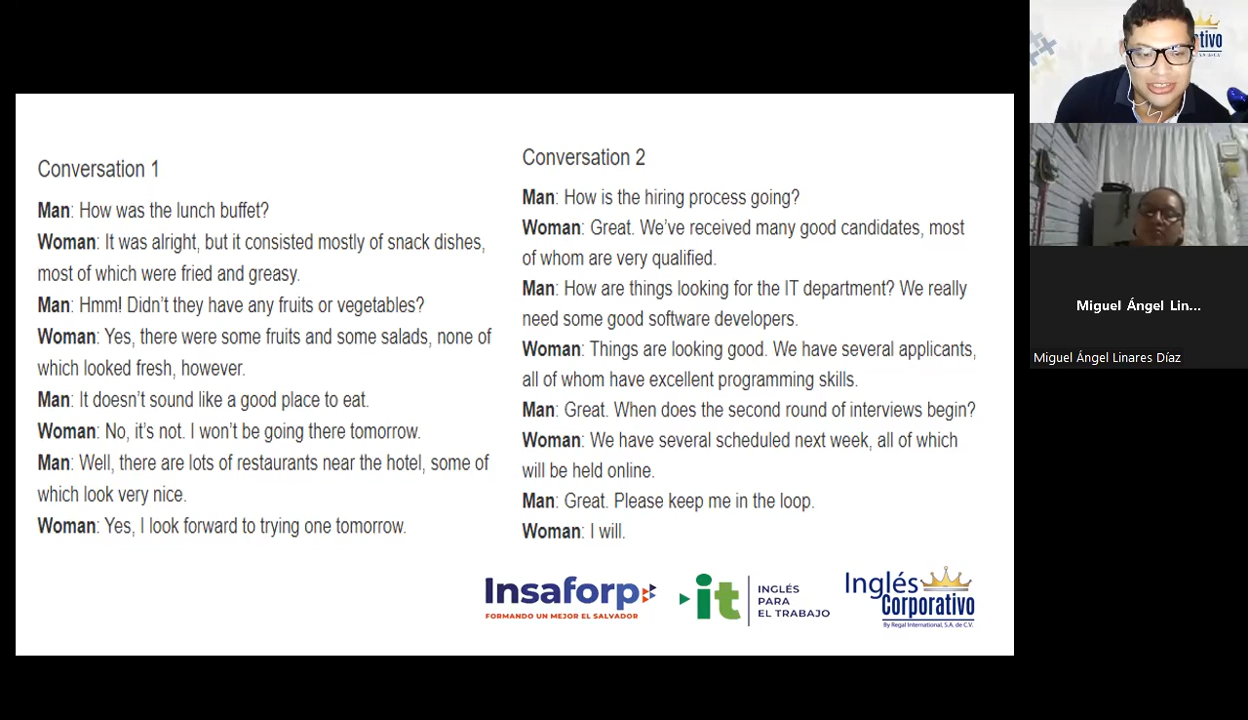 Conversation 1
Man: How was the lunch buffet?
Woman: It was alright, but it consisted mostly of snack dishes,
most of which were fried and greasy.
Man: Hmm! Didn't they have any fruits or vegetables?
Woman: Yes, there were some fruits and some salads, none of
which looked fresh, however.
Man: It doesn't sound like a good place to eat.
Woman: No, it's not. I won't be going there tomorrow.
Man: Well, there are lots of restaurants near the hotel, some of
which look very nice.
Woman: Yes, I look forward to trying one tomorrow.
Conversation 2
Man: How is the hiring process going?
Woman: Great. We've received many good candidates, most
of whom are very qualified.
Man: How are things looking for the IT department? We really
need some good software developers.
Woman: Things are looking good. We have several applicants,
all of whom have excellent programming skills.
Man: Great. When does the second round of interviews begin?
Woman: We have several scheduled next week, all of which
will be held online.
Man: Great. Please keep me in the loop.
Woman: I will.
Insaforp
FORMANDO UN MEJOR EL SALVADOR
it
INGLÉS
PARA
EL TRABAJO
Inglés
Corporativo
By Regal International, S.A. de C.V.
tivo
Miguel Ángel Lin...
Miguel Ángel Linares Díaz